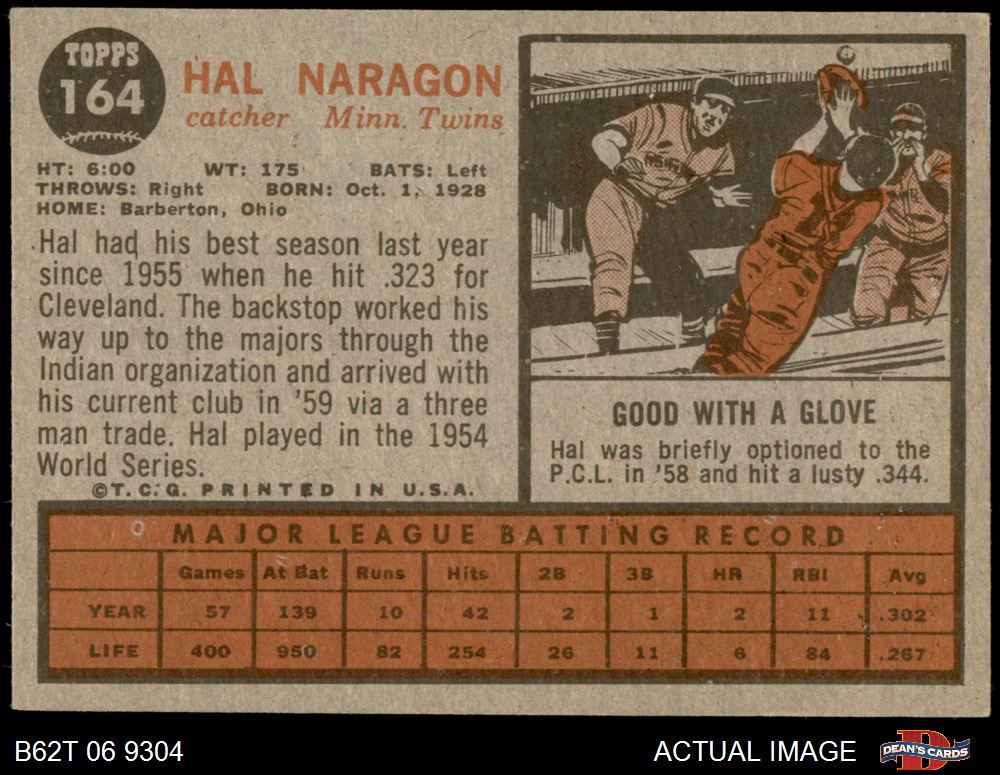 TOPPS
164
HAL NARAGON
catcher Minn. Twins
HT: 6:00 WT: 175 BATS: Left
THROWS: Right BORN: Oct. 1, 1928
HOME: Barberton, Ohio
Hal had his best season last year
since 1955 when he hit .323 for
Cleveland. The backstop worked his
way up to the majors through the
Indian organization and arrived with
his current club in '59 via a three
man trade. Hal played in the 1954
World Series.
©T.C.G. PRINTED IN U.S.A.
GOOD WITH A GLOVE
Hal was briefly optioned to the
P.C.L. in '58 and hit a lusty .344.
MAJOR LEAGUE BATTING RECORD
Games At Bat Runs Hits 2B 3B HR RBI Avg
YEAR 57 139 10 42 2 1 2 11 .302
LIFE 400 950 82 254 26 11 6 84 .267
B62T 06 9304
ACTUAL IMAGE
DEAN'S CARDS